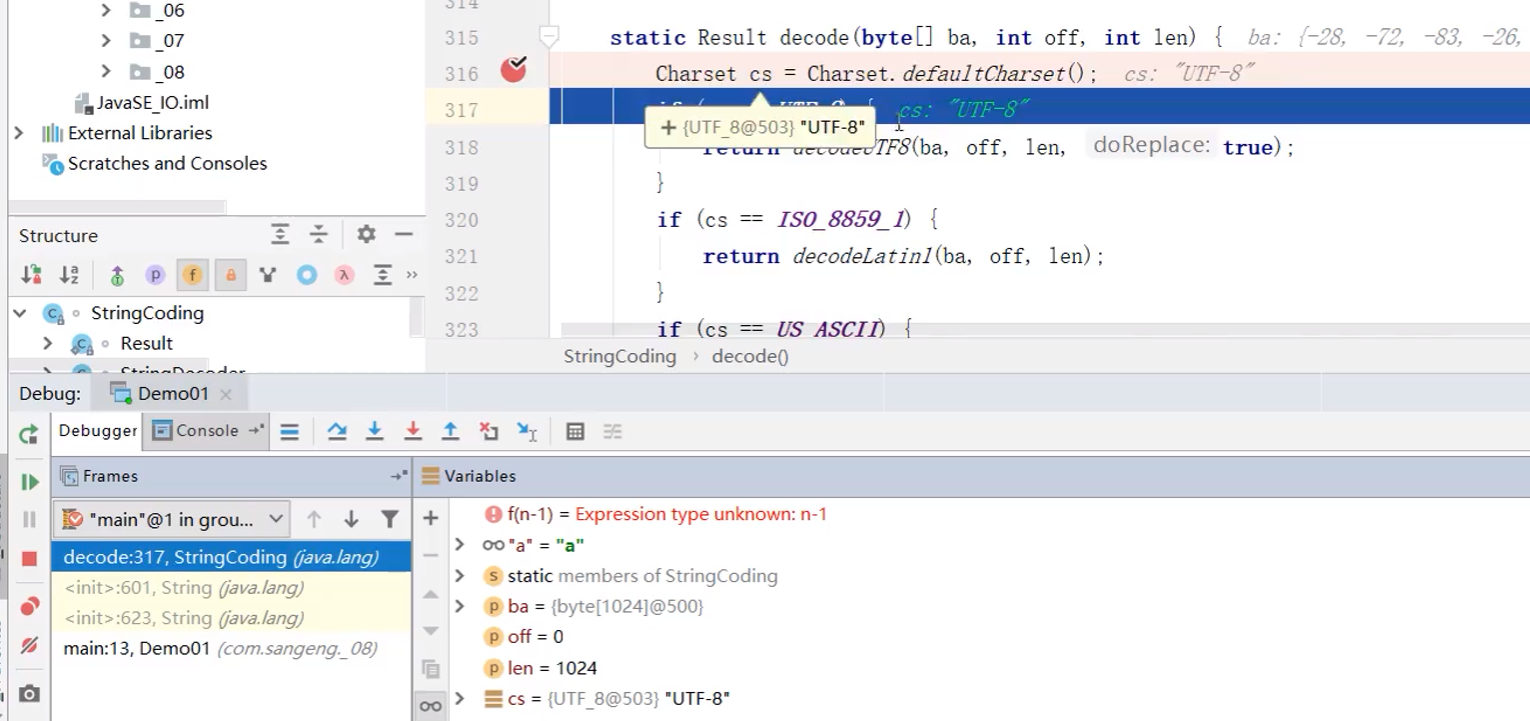 _06
_07
_08
JavaSE_IO.iml
External Libraries
Scratches and Consoles
Structure
StringCoding
Result
StringDecoder
314
315 static Result decode(byte[] ba, int off, int len) { ba: {-28, -72, -83, -26,
316 Charset cs = Charset.defaultCharset(); cs: "UTF-8"
317 if { cs: "UTF-8"
+ {UTF_8@503} "UTF-8"
318 return decodeUTF8(ba, off, len, doReplace: true);
319 }
320 if (cs == ISO_8859_1) {
321 return decodeLatin1(ba, off, len);
322 }
323 if (cs == US_ASCII) {
StringCoding › decode()
Debug: Demo01
Debugger Console
Frames
"main"@1 in grou...
decode:317, StringCoding (java.lang)
<init>:601, String (java.lang)
<init>:623, String (java.lang)
main:13, Demo01 (com.sangeng._08)
Variables
f(n-1) = Expression type unknown: n-1
"a" = "a"
static members of StringCoding
ba = {byte[1024]@500}
off = 0
len = 1024
cs = {UTF_8@503} "UTF-8"